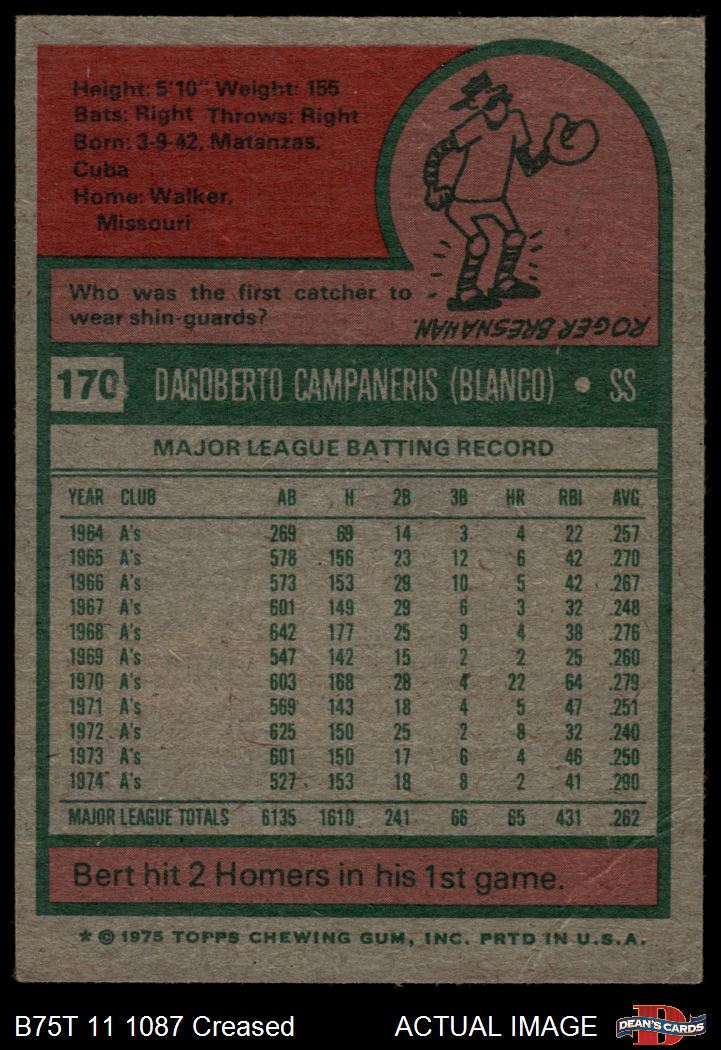 Height: 5'10" Weight: 155
Bats: Right Throws: Right
Born: 3-9-42, Matanzas,
Cuba
Home: Walker,
Missouri
Who was the first catcher to
wear shin-guards?
ROGER BRESNAHAN.
170 DAGOBERTO CAMPANERIS (BLANCO) • SS
MAJOR LEAGUE BATTING RECORD
YEAR CLUB AB H 2B 3B HR RBI AVG
1964 A's 269 69 14 3 4 22 .257
1965 A's 578 156 23 12 6 42 .270
1966 A's 573 153 29 10 5 42 .267
1967 A's 601 149 29 6 3 32 .248
1968 A's 642 177 25 9 4 38 .276
1969 A's 547 142 15 2 2 25 .260
1970 A's 603 168 28 4 22 64 .279
1971 A's 569 143 18 4 5 47 .251
1972 A's 625 150 25 2 8 32 .240
1973 A's 601 150 17 6 4 46 .250
1974 A's 527 153 18 8 2 41 .290
MAJOR LEAGUE TOTALS 6135 1610 241 66 65 431 .262
Bert hit 2 Homers in his 1st game.
* © 1975 TOPPS CHEWING GUM, INC. PRTD IN U.S.A.
B75T 11 1087 Creased ACTUAL IMAGE DEAN'S CARDS